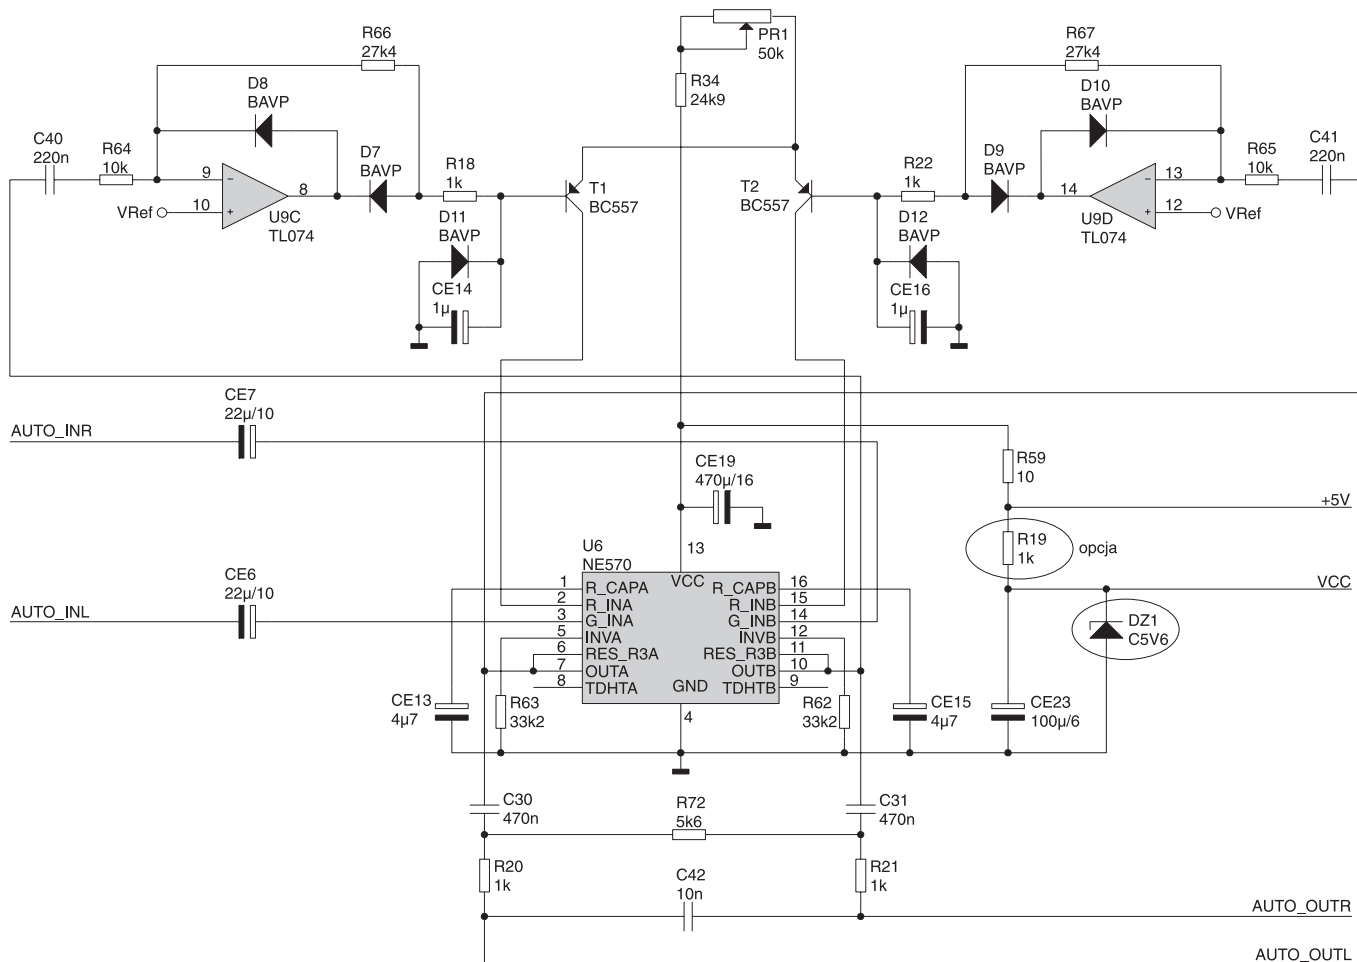 PR1
50k
R66
27k4
R67
27k4
D8
BAVP
R34
24k9
D10
BAVP
C40
220n
R64
10k
D7
BAVP
R18
1k
R22
1k
D9
BAVP
R65
10k
C41
220n
9
−
8
10
+
VRef
U9C
TL074
T1
BC557
T2
BC557
14
−
13
+
12
VRef
U9D
TL074
D11
BAVP
D12
BAVP
CE14
1µ
CE16
1µ
CE7
22µ/10
AUTO_INR
CE19
470µ/16
R59
10
+5V
R19
1k
opcja
U6
NE570
13
VCC
CE6
22µ/10
AUTO_INL
VCC
DZ1
C5V6
1 R_CAPA
2 R_INA
3 G_INA
5 INVA
6 RES_R3A
7 OUTA
8 TDHTA
R_CAPB 16
R_INB 15
G_INB 14
INVB 12
RES_R3B 11
OUTB 10
TDHTB 9
GND
4
CE13
4µ7
R63
33k2
R62
33k2
CE15
4µ7
CE23
100µ/6
C30
470n
R72
5k6
C31
470n
R20
1k
C42
10n
R21
1k
AUTO_OUTR
AUTO_OUTL